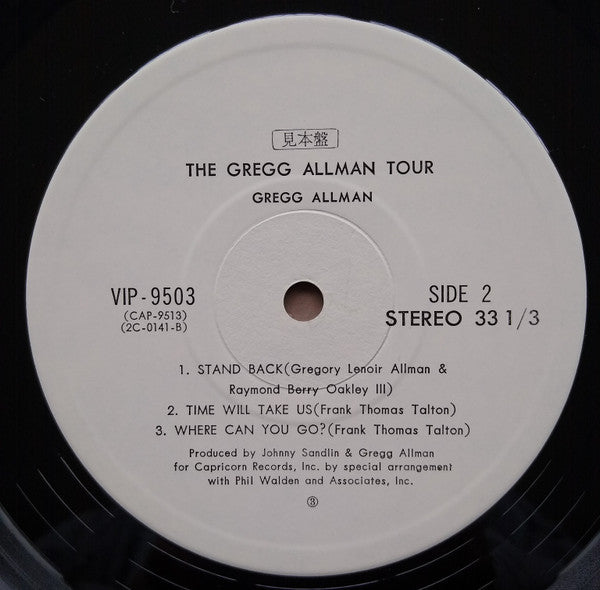 見本盤
THE GREGG ALLMAN TOUR
GREGG ALLMAN
VIP-9503
(CAP-9513)
(2C-0141-B)
SIDE 2
STEREO 33 1/3
1. STAND BACK(Gregory Lenoir Allman &
Raymond Berry Oakley III)
2. TIME WILL TAKE US(Frank Thomas Talton)
3. WHERE CAN YOU GO?(Frank Thomas Talton)
Produced by Johnny Sandlin & Gregg Allman
for Capricorn Records, Inc. by special arrangement
with Phil Walden and Associates, Inc.
③